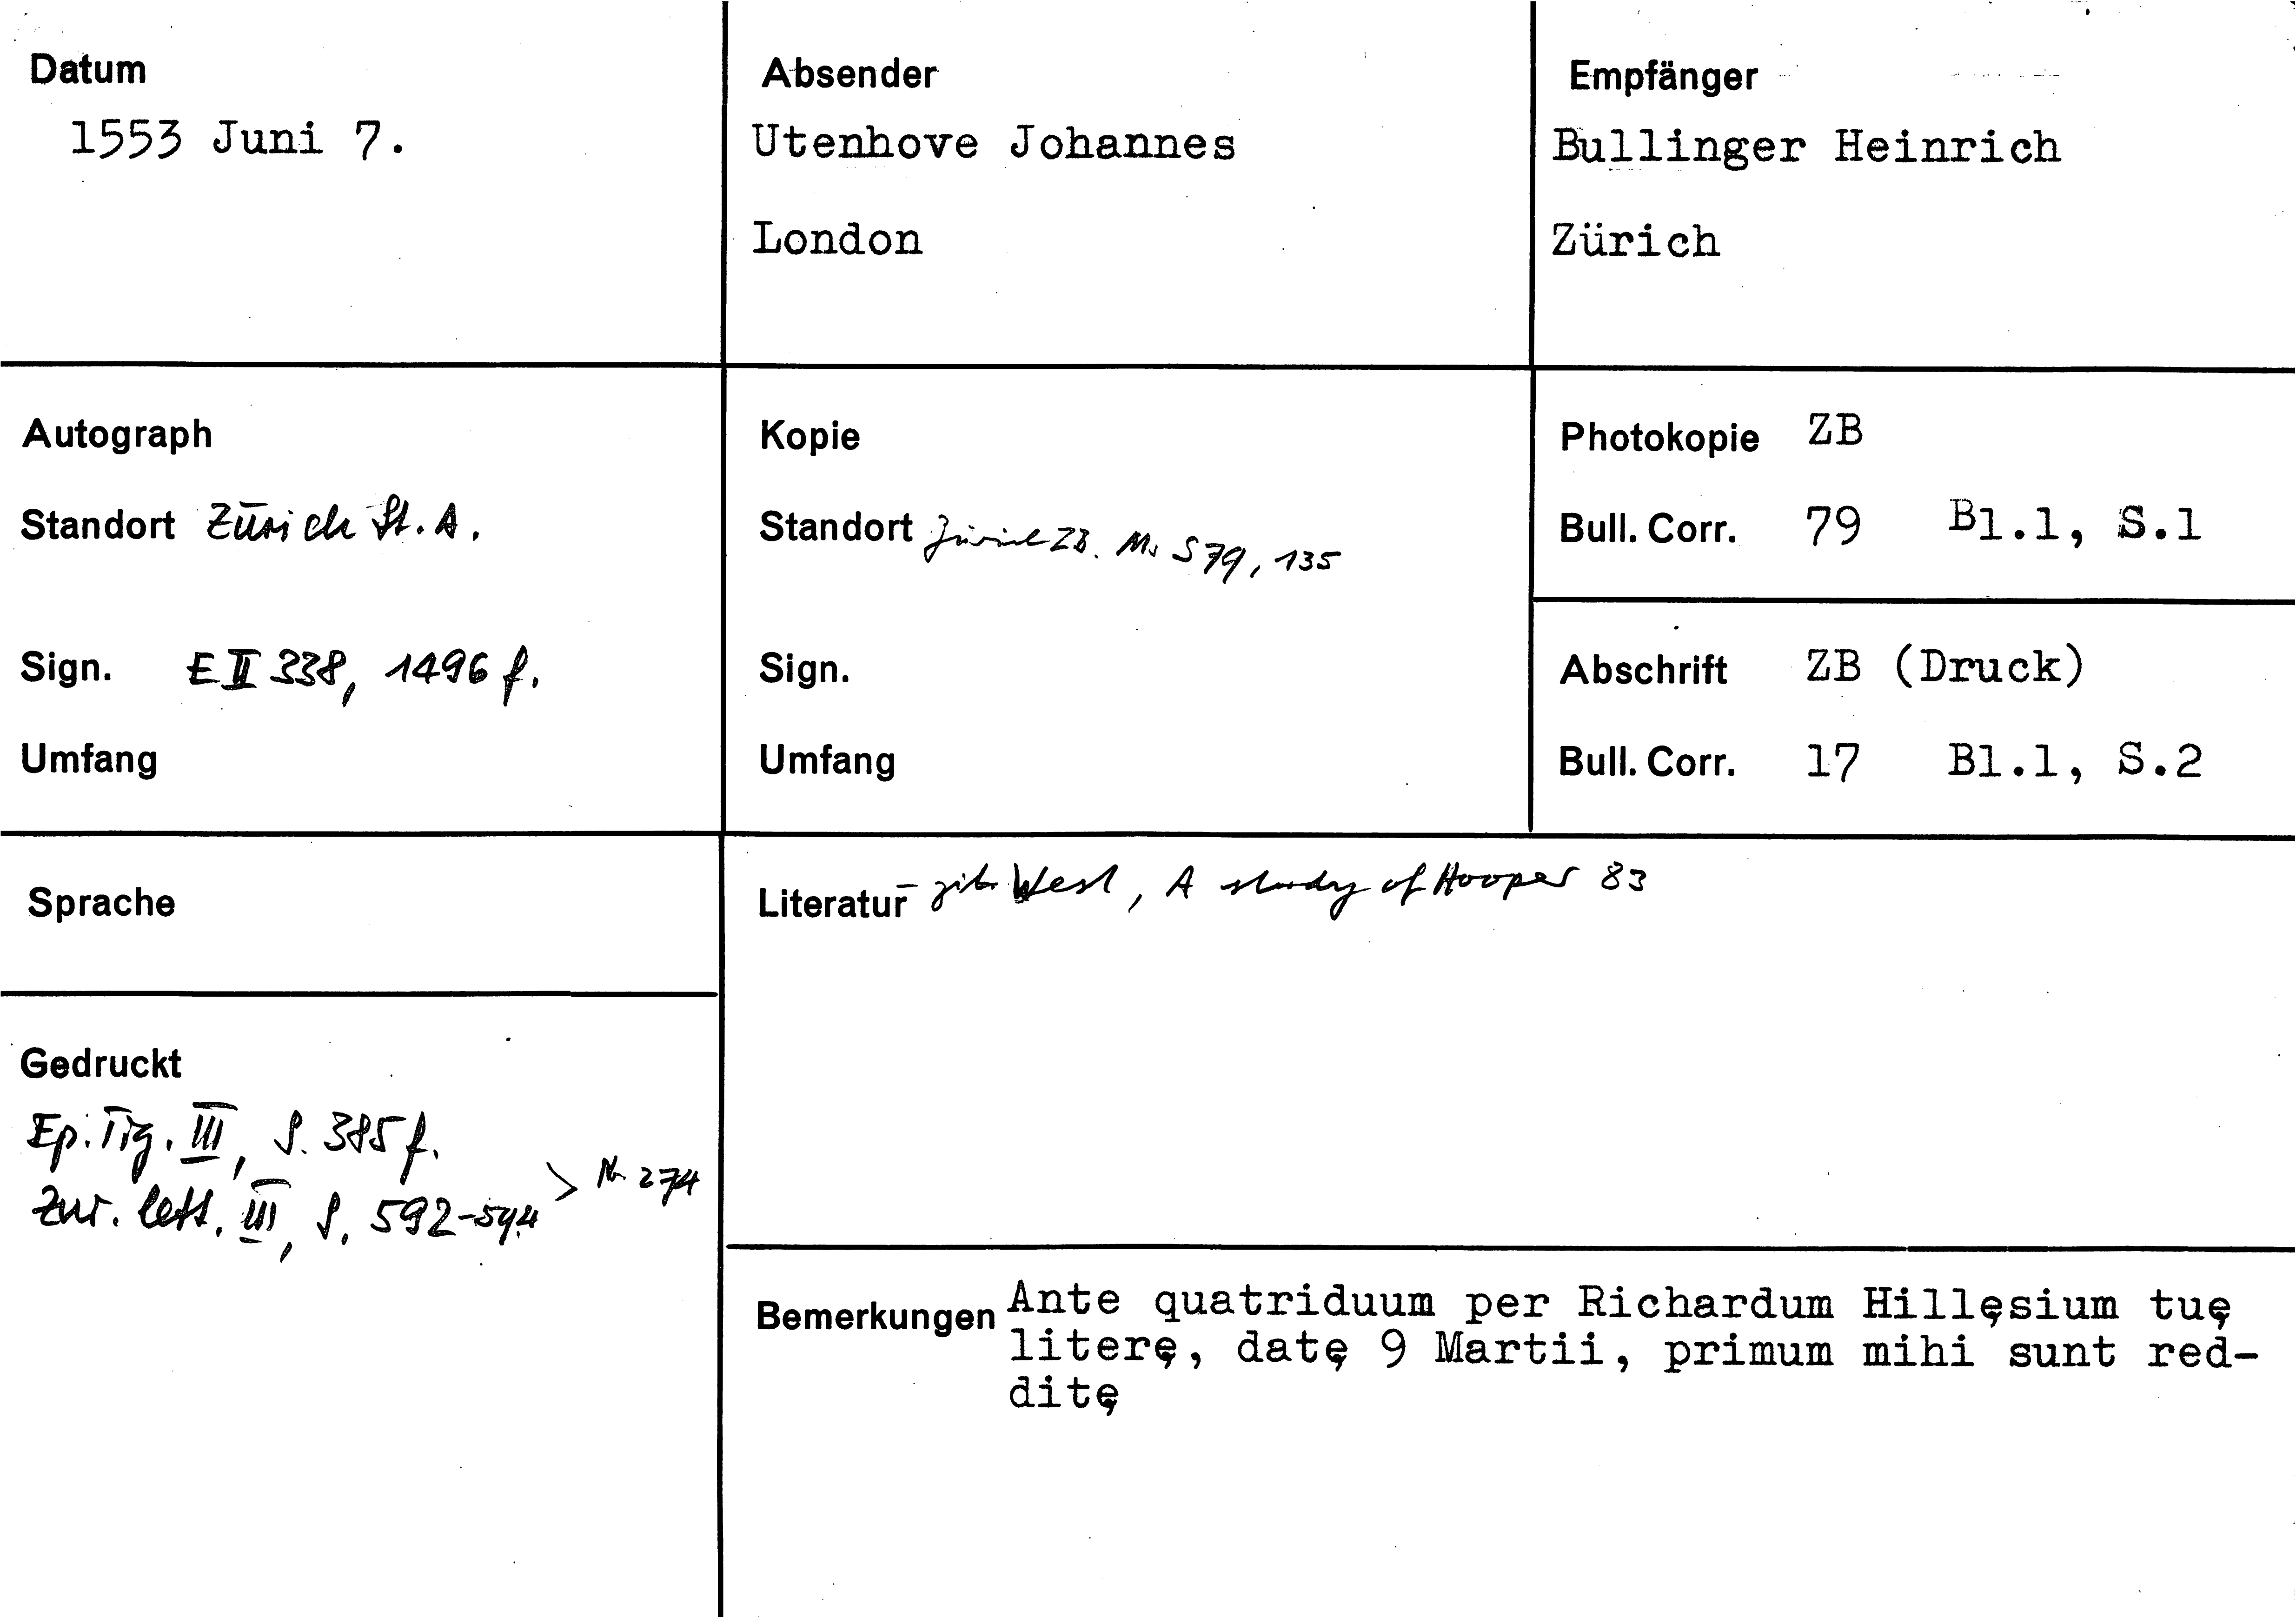 Datum
1553 Juni 7.
Absender
Utenhove Johannes
London
Empfänger
Bullinger Heinrich
Zürich
Autograph
Standort Zürich St. A.
Sign. E II 338, 1496 f.
Umfang
Kopie
Standort Zürich ZB. Ms S 79, 135
Sign.
Umfang
Photokopie ZB
Bull. Corr. 79 Bl.1, S.1
Abschrift ZB (Druck)
Bull. Corr. 17 Bl.1, S.2
Sprache
Gedruckt
Ep. Tig. III, S. 385 f.
Zur. lett. III, S. 592-594 > Nr. 274
Literatur - zit. West, A study of Hooper 83
Bemerkungen Ante quatriduum per Richardum Hillęsium tuę
literę, datę 9 Martii, primum mihi sunt red-
ditę